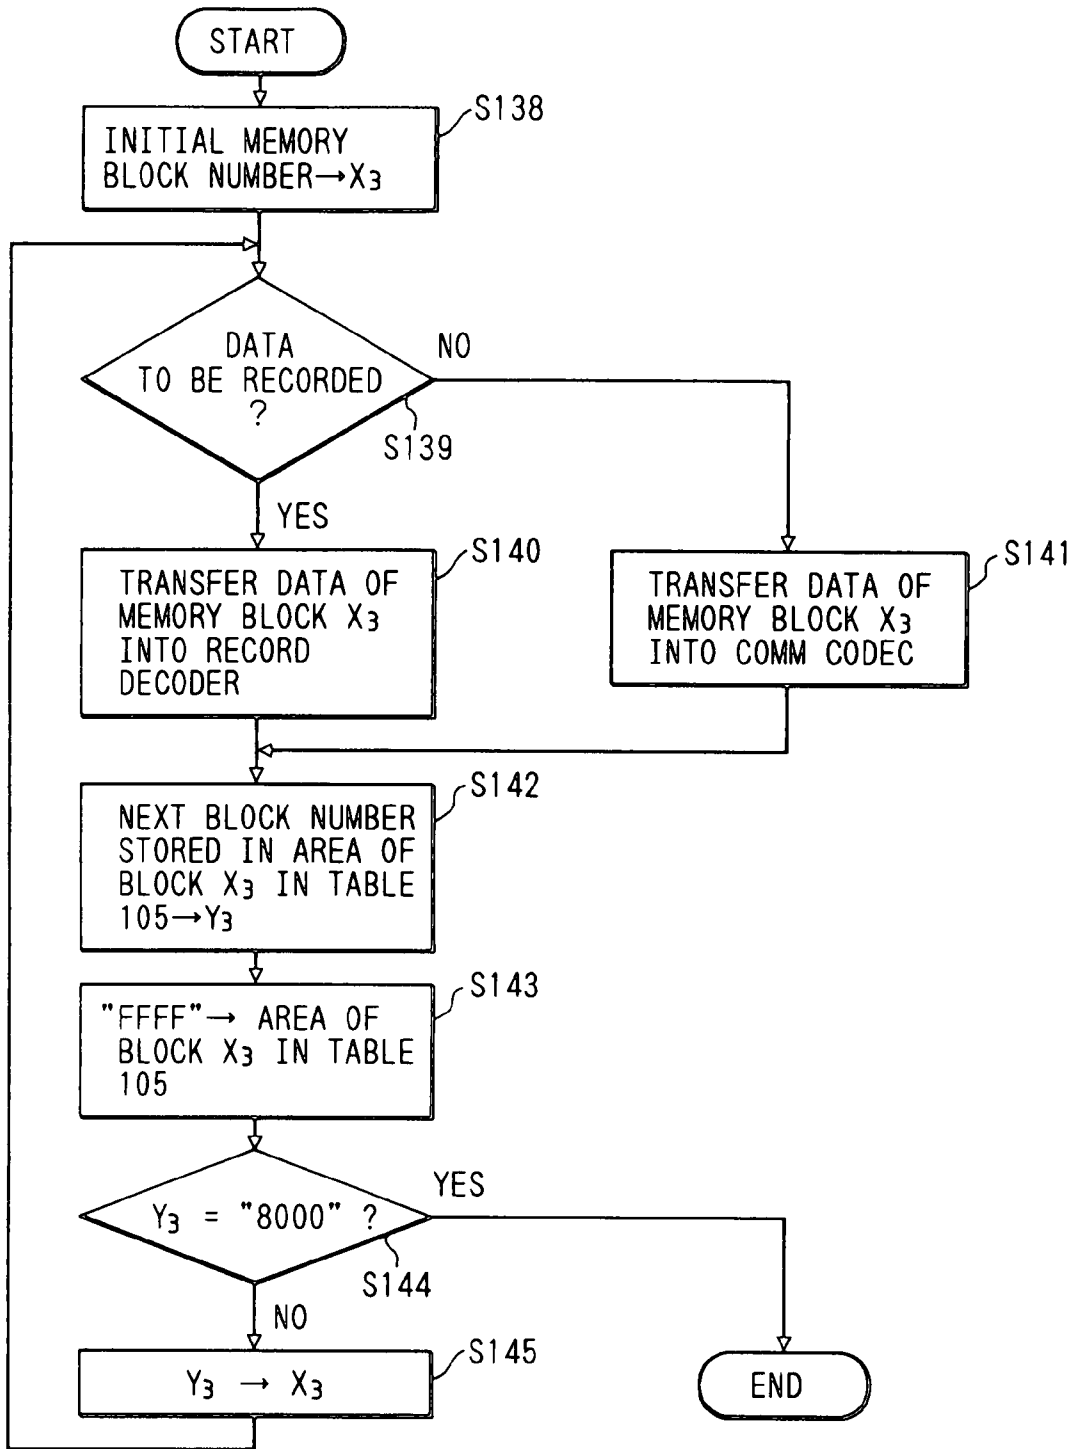 START
S138
INITIAL MEMORY
BLOCK NUMBER→X3
DATA
TO BE RECORDED
?
NO
S139
YES
S140
TRANSFER DATA OF
MEMORY BLOCK X3
INTO RECORD
DECODER
S141
TRANSFER DATA OF
MEMORY BLOCK X3
INTO COMM CODEC
S142
NEXT BLOCK NUMBER
STORED IN AREA OF
BLOCK X3 IN TABLE
105→Y3
S143
"FFFF"→ AREA OF
BLOCK X3 IN TABLE
105
Y3 = "8000" ?
YES
S144
NO
S145
Y3 → X3
END